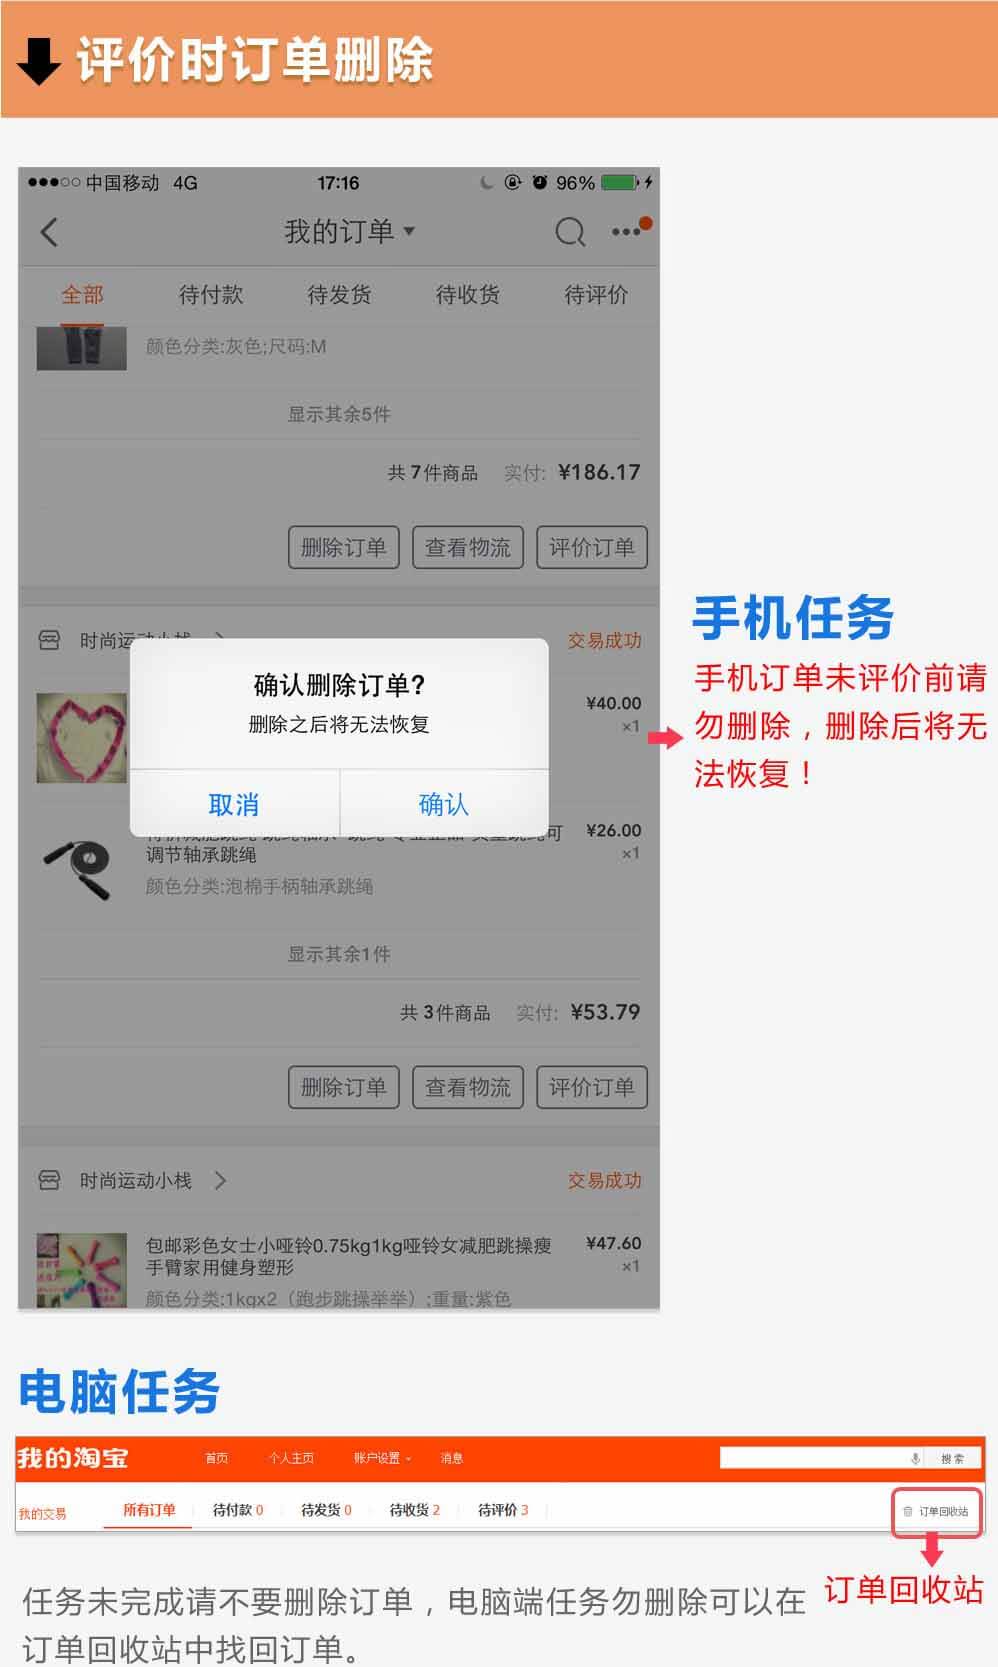 评价时订单删除
中国移动 4G 17:16 96%
我的订单
全部 待付款 待发货 待收货 待评价
颜色分类:灰色;尺码:M
显示其余5件
共 7件商品 实付: ¥186.17
删除订单 查看物流 评价订单
时尚运动小栈 交易成功
确认删除订单?
删除之后将无法恢复
取消 确认
¥40.00
×1
手机任务
手机订单未评价前请
勿删除，删除后将无
法恢复！
¥26.00
调节轴承跳绳 ×1
颜色分类:泡棉手柄轴承跳绳
显示其余1件
共 3件商品 实付: ¥53.79
删除订单 查看物流 评价订单
时尚运动小栈 交易成功
包邮彩色女士小哑铃0.75kg1kg哑铃女减肥跳操瘦 ¥47.60
手臂家用健身塑形 ×1
颜色分类:1kgx2（跑步跳操举举）;重量:紫色
电脑任务
我的淘宝 首页 个人主页 账户设置 消息 搜 索
我的交易 所有订单 待付款 0 待发货 0 待收货 2 待评价 3 订单回收站
订单回收站
任务未完成请不要删除订单，电脑端任务勿删除可以在
订单回收站中找回订单。